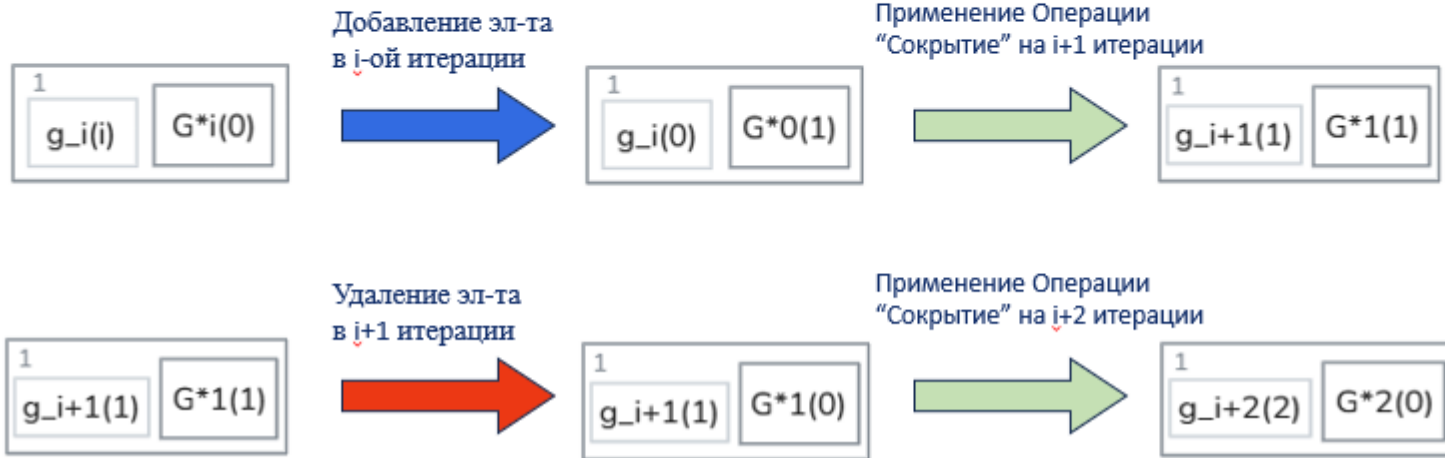 Добавление эл-та
в i-ой итерации
Применение Операции
“Сокрытие” на i+1 итерации
1
g_i(i)
G*i(0)
1
g_i(0)
G*0(1)
1
g_i+1(1)
G*1(1)
Удаление эл-та
в i+1 итерации
Применение Операции
“Сокрытие” на i+2 итерации
1
g_i+1(1)
G*1(1)
1
g_i+1(1)
G*1(0)
1
g_i+2(2)
G*2(0)